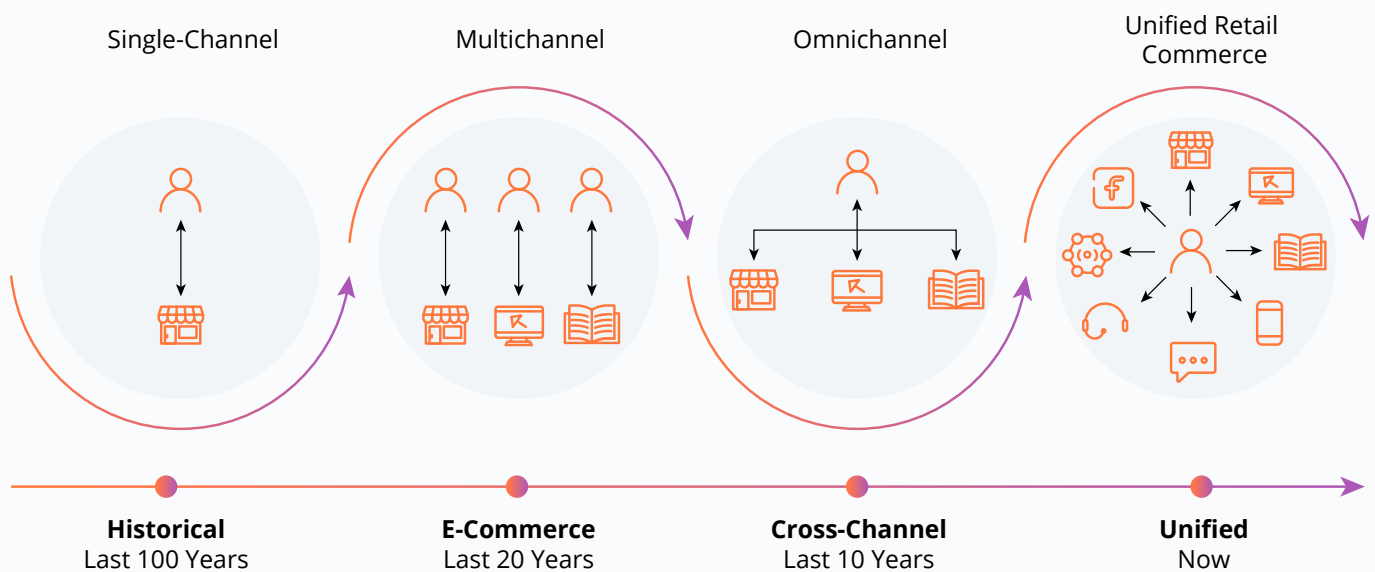 Single-Channel
Multichannel
Omnichannel
Unified Retail
Commerce
f
Historical
Last 100 Years
E-Commerce
Last 20 Years
Cross-Channel
Last 10 Years
Unified
Now